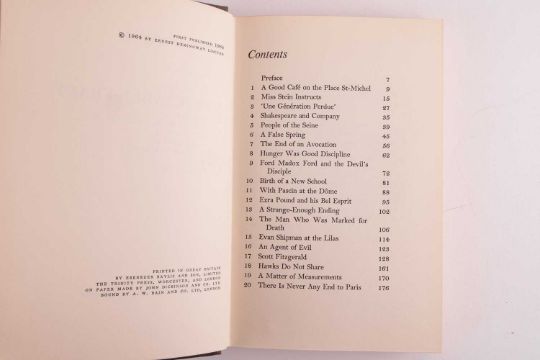 FIRST PUBLISHED 1964
© 1964 BY ERNEST HEMINGWAY LIMITED
PRINTED IN GREAT BRITAIN
BY EBENEZER BAYLIS AND SON, LIMITED
THE TRINITY PRESS, WORCESTER, AND LONDON
ON PAPER MADE BY JOHN DICKINSON AND CO. LTD
BOUND BY A. W. BAIN AND CO. LTD, LONDON
Contents
Preface 7
1 A Good Café on the Place St-Michel 9
2 Miss Stein Instructs 15
3 'Une Génération Perdue' 27
4 Shakespeare and Company 35
5 People of the Seine 39
6 A False Spring 45
7 The End of an Avocation 56
8 Hunger Was Good Discipline 62
9 Ford Madox Ford and the Devil's
Disciple 72
10 Birth of a New School 81
11 With Pascin at the Dôme 88
12 Ezra Pound and his Bel Esprit 95
13 A Strange-Enough Ending 102
14 The Man Who Was Marked for
Death 106
15 Evan Shipman at the Lilas 114
16 An Agent of Evil 123
17 Scott Fitzgerald 128
18 Hawks Do Not Share 161
19 A Matter of Measurements 170
20 There Is Never Any End to Paris 176